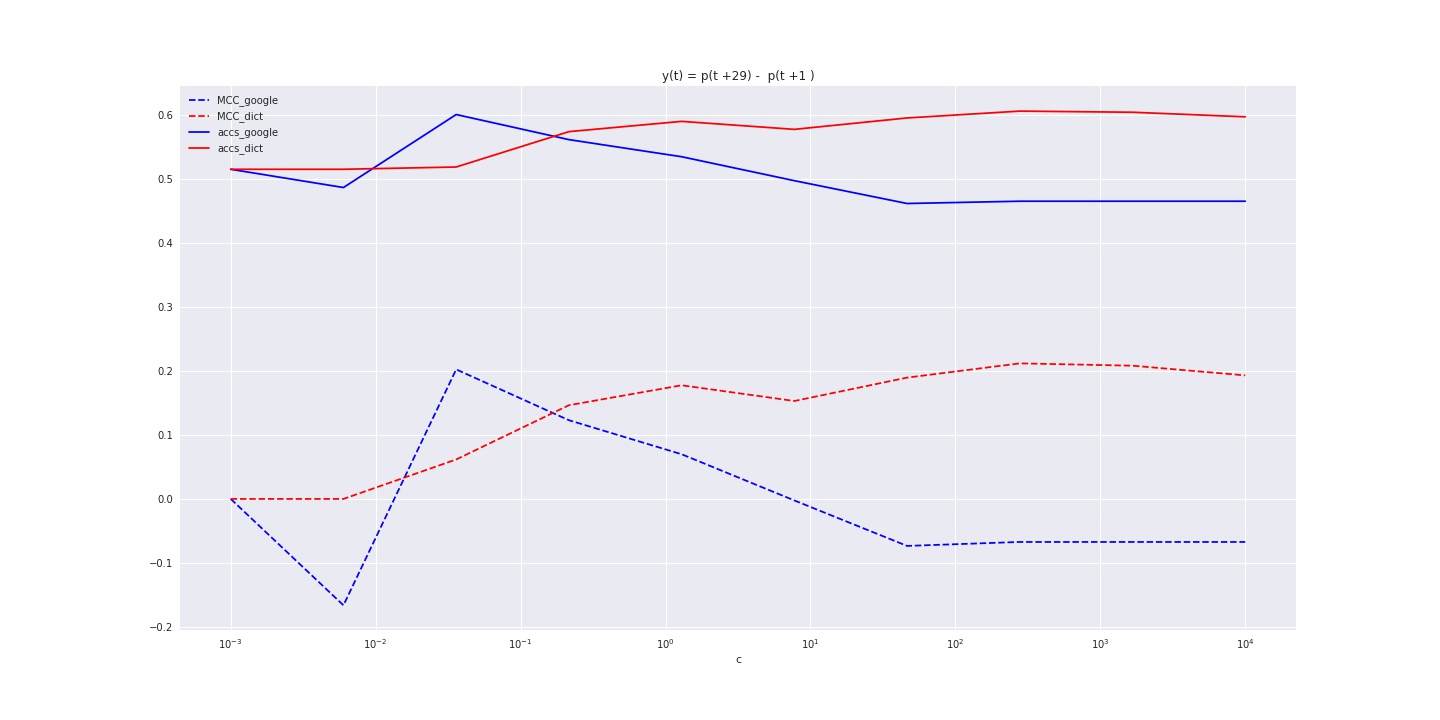 y(t) = p(t +29) -  p(t +1 )
MCC_google
MCC_dict
accs_google
accs_dict
0.6
0.5
0.4
0.3
0.2
0.1
0.0
−0.1
−0.2
10⁻³ 10⁻² 10⁻¹ 10⁰ 10¹ 10² 10³ 10⁴
c